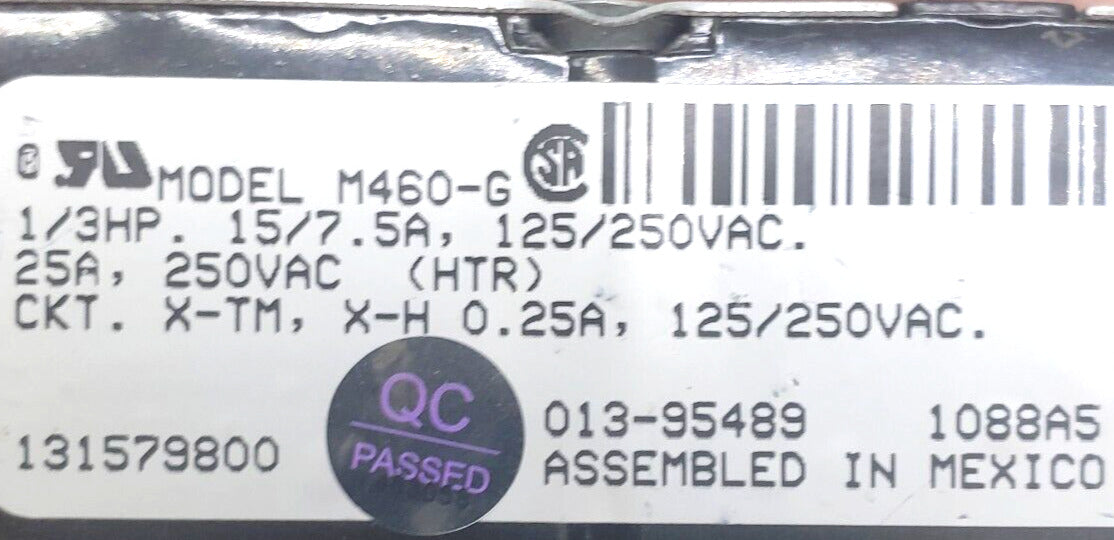 MODEL M460-G
1/3HP. 15/7.5A, 125/250VAC.
25A, 250VAC (HTR)
CKT. X-TM, X-H 0.25A, 125/250VAC.
131579800
QC
PASSED
013-95489 1088A5
ASSEMBLED IN MEXICO